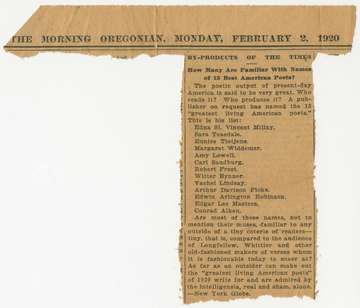 THE MORNING OREGONIAN, MONDAY, FEBRUARY 2, 1920
BY-PRODUCTS OF THE TIMES
How Many Are Familiar With Names
of 15 Best American Poets?
The poetic output of present-day
America is said to be very great. Who
reads it? Who produces it? A pub-
lisher on request has named the 15
"greatest living American poets."
This is his list:
Edna St. Vincent Millay.
Sara Teasdale.
Eunice Tietjens.
Margaret Widdemer.
Amy Lowell.
Carl Sandburg.
Robert Frost.
Witter Bynner.
Vachel Lindsay.
Arthur Davison Ficke.
Edwin Arlington Robinson.
Edgar Lee Masters.
Conrad Aiken.
Are most of these names, not to
mention their muses, familiar to any
outside of a tiny coterie of readers—
tiny, that is, compared to the audience
of Longfellow, Whittier and other
old-fashioned makers of verses whom
it is fashionable today to sneer at?
As far as an outsider can make out
the "greatest living American poets"
of 1920 write for and are admired by
the intelligensia, real and sham, alone.
—New York Globe.